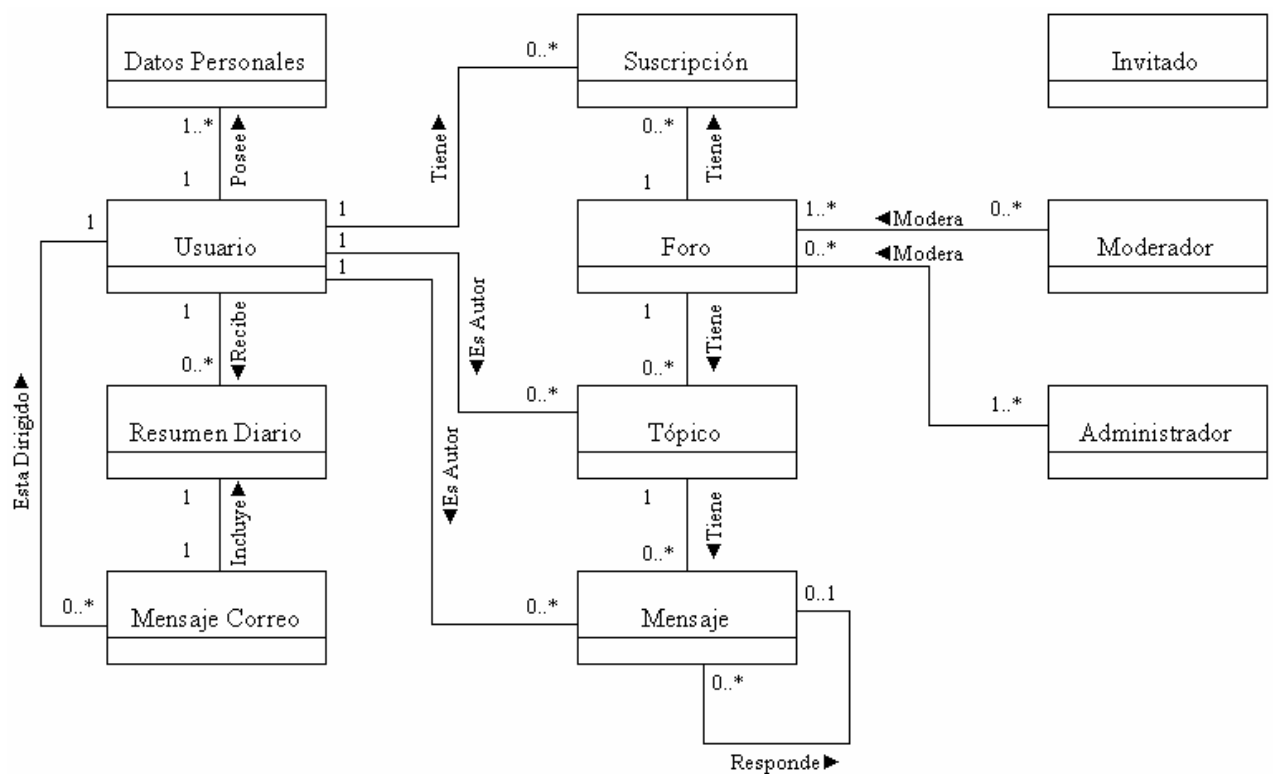 Datos Personales
0..*
Suscripción
Invitado
1..*
Posee
1
Tiene
0..*
Tiene
1
1
Usuario
1
1
1
Foro
1..*
Modera
0..*
0..*
Modera
Moderador
1
Recibe
0..*
Es Autor
1
Tiene
0..*
Esta Dirigido
Resumen Diario
0..*
Tópico
1..*
Administrador
1
Incluye
1
Es Autor
1
Tiene
0..*
0..*
Mensaje Correo
0..*
Mensaje
0..1
0..*
Responde